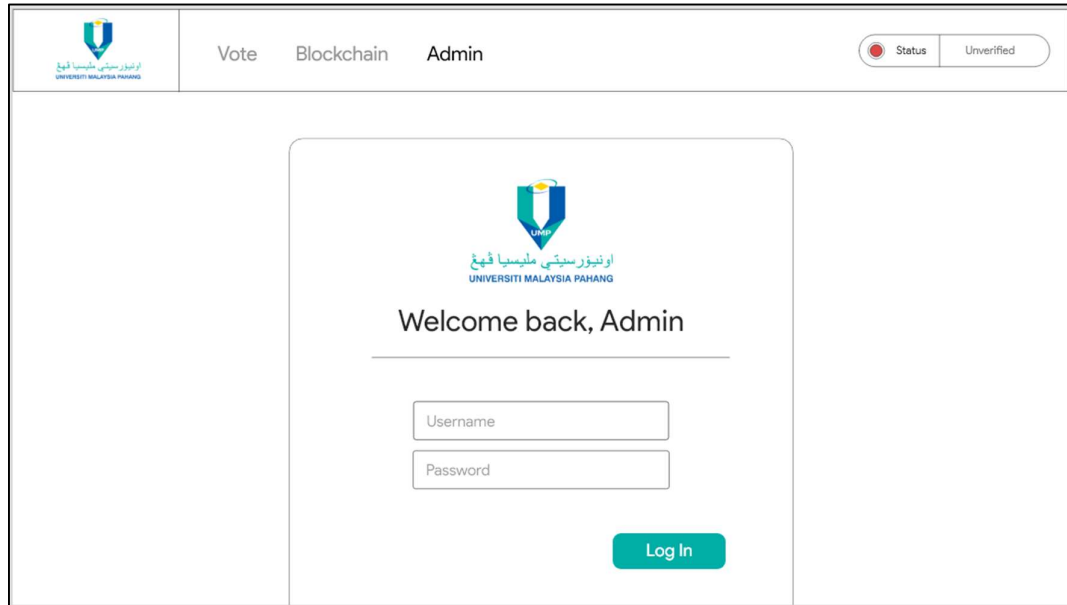 UMP
اونيۏرسيتي مليسيا ڤهڠ
UNIVERSITI MALAYSIA PAHANG
Vote
Blockchain
Admin
Status
Unverified
UMP
اونيۏرسيتي مليسيا ڤهڠ
UNIVERSITI MALAYSIA PAHANG
Welcome back, Admin
Username
Password
Log In